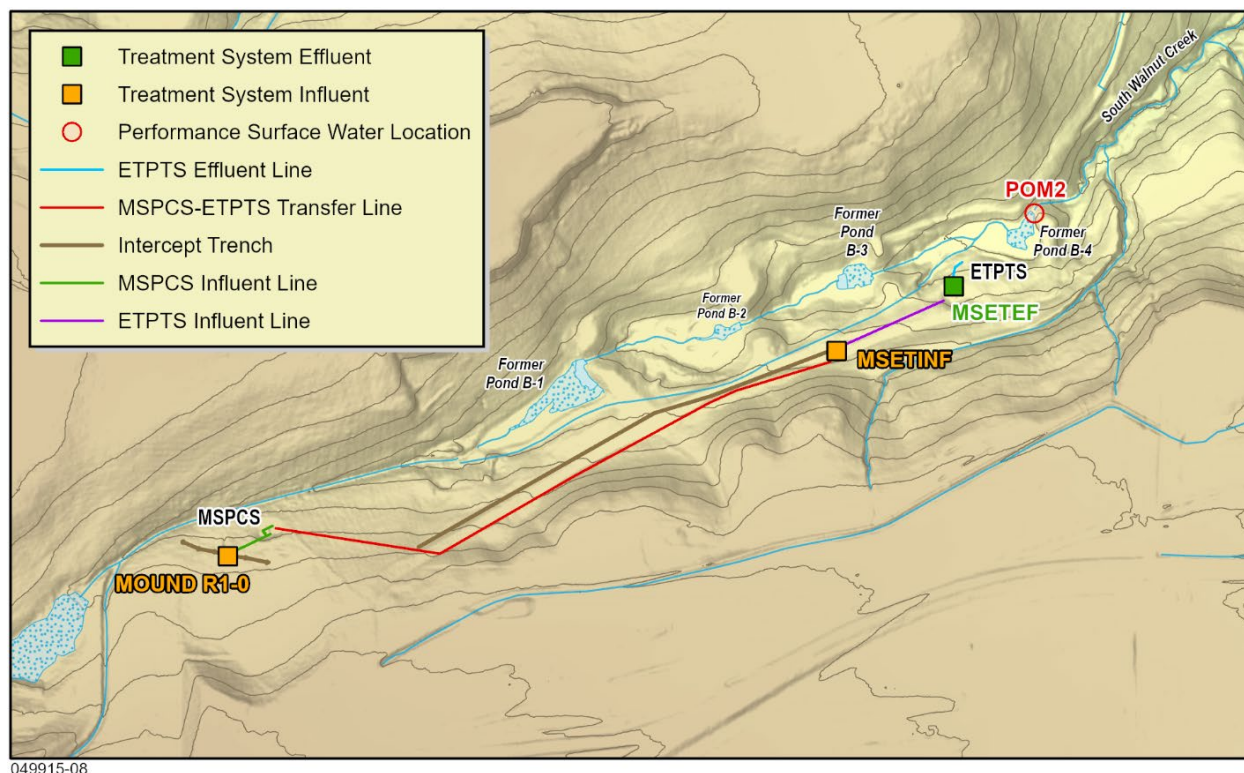 Treatment System Effluent
Treatment System Influent
Performance Surface Water Location
ETPTS Effluent Line
MSPCS-ETPTS Transfer Line
Intercept Trench
MSPCS Influent Line
ETPTS Influent Line
South Walnut Creek
POM2
Former
Pond
B-3
Former
Pond B-4
ETPTS
MSETEF
Former
Pond B-2
MSETINF
Former
Pond B-1
MSPCS
MOUND R1-0
049915-08